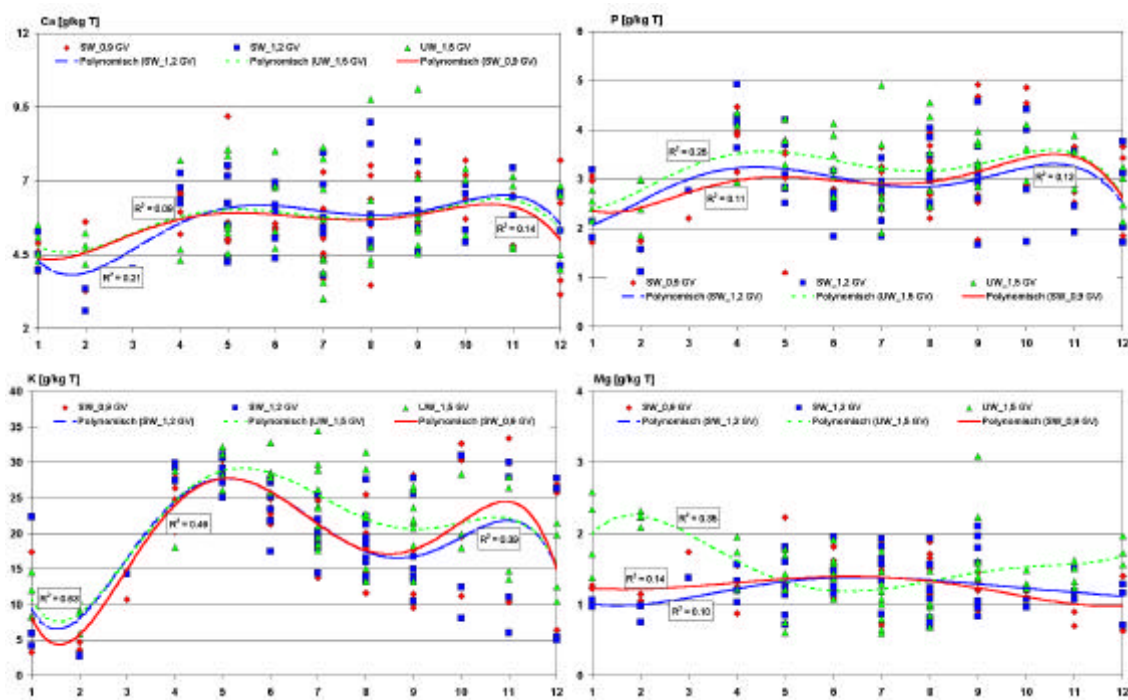 Ca [g/kg T]
SW_0,9 GV SW_1,2 GV UW_1,5 GV
Polynomisch (SW_1,2 GV) Polynomisch (UW_1,5 GV) Polynomisch (SW_0,9 GV)
12
9.5
7
4.5
2
R² = 0.09
R² = 0.21
R² = 0.14
1 2 3 4 5 6 7 8 9 10 11 12
P [g/kg T]
6
5
4
3
2
1
0
R² = 0.25
R² = 0.11
R² = 0.12
SW_0,9 GV SW_1,2 GV UW_1,5 GV
Polynomisch (SW_1,2 GV) Polynomisch (UW_1,5 GV) Polynomisch (SW_0,9 GV)
1 2 3 4 5 6 7 8 9 10 11 12
K [g/kg T]
SW_0,9 GV SW_1,2 GV UW_1,5 GV
Polynomisch (SW_1,2 GV) Polynomisch (UW_1,5 GV) Polynomisch (SW_0,9 GV)
40
35
30
25
20
15
10
5
0
R² = 0.39
1 2 3 4 5 6 7 8 9 10 11 12
Mg [g/kg T]
SW_0,9 GV SW_1,2 GV UW_1,5 GV
Polynomisch (SW_1,2 GV) Polynomisch (UW_1,5 GV) Polynomisch (SW_0,9 GV)
4
3
2
1
0
R² = 0.35
R² = 0.14
R² = 0.10
1 2 3 4 5 6 7 8 9 10 11 12